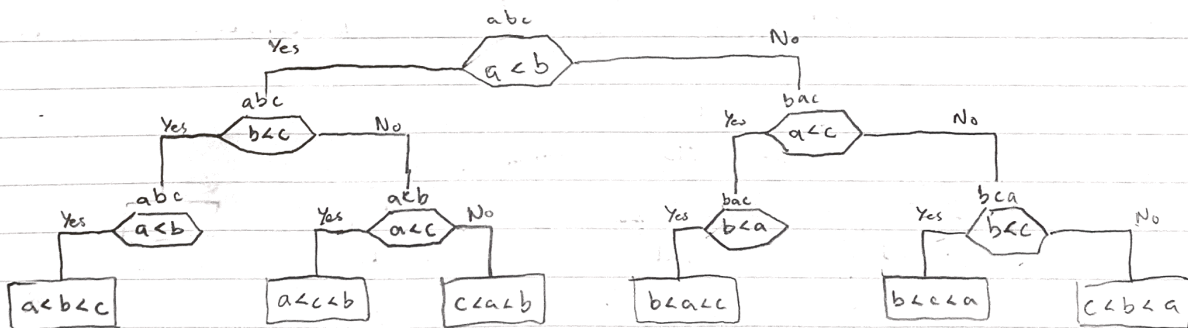 abc
Yes a < b No
abc bac
Yes b<c No Yes a<c No
abc acb bac bca
Yes a<b Yes a<c No Yes b<a Yes b<c No
a<b<c a<c<b c<a<b b<a<c b<c<a c<b<a